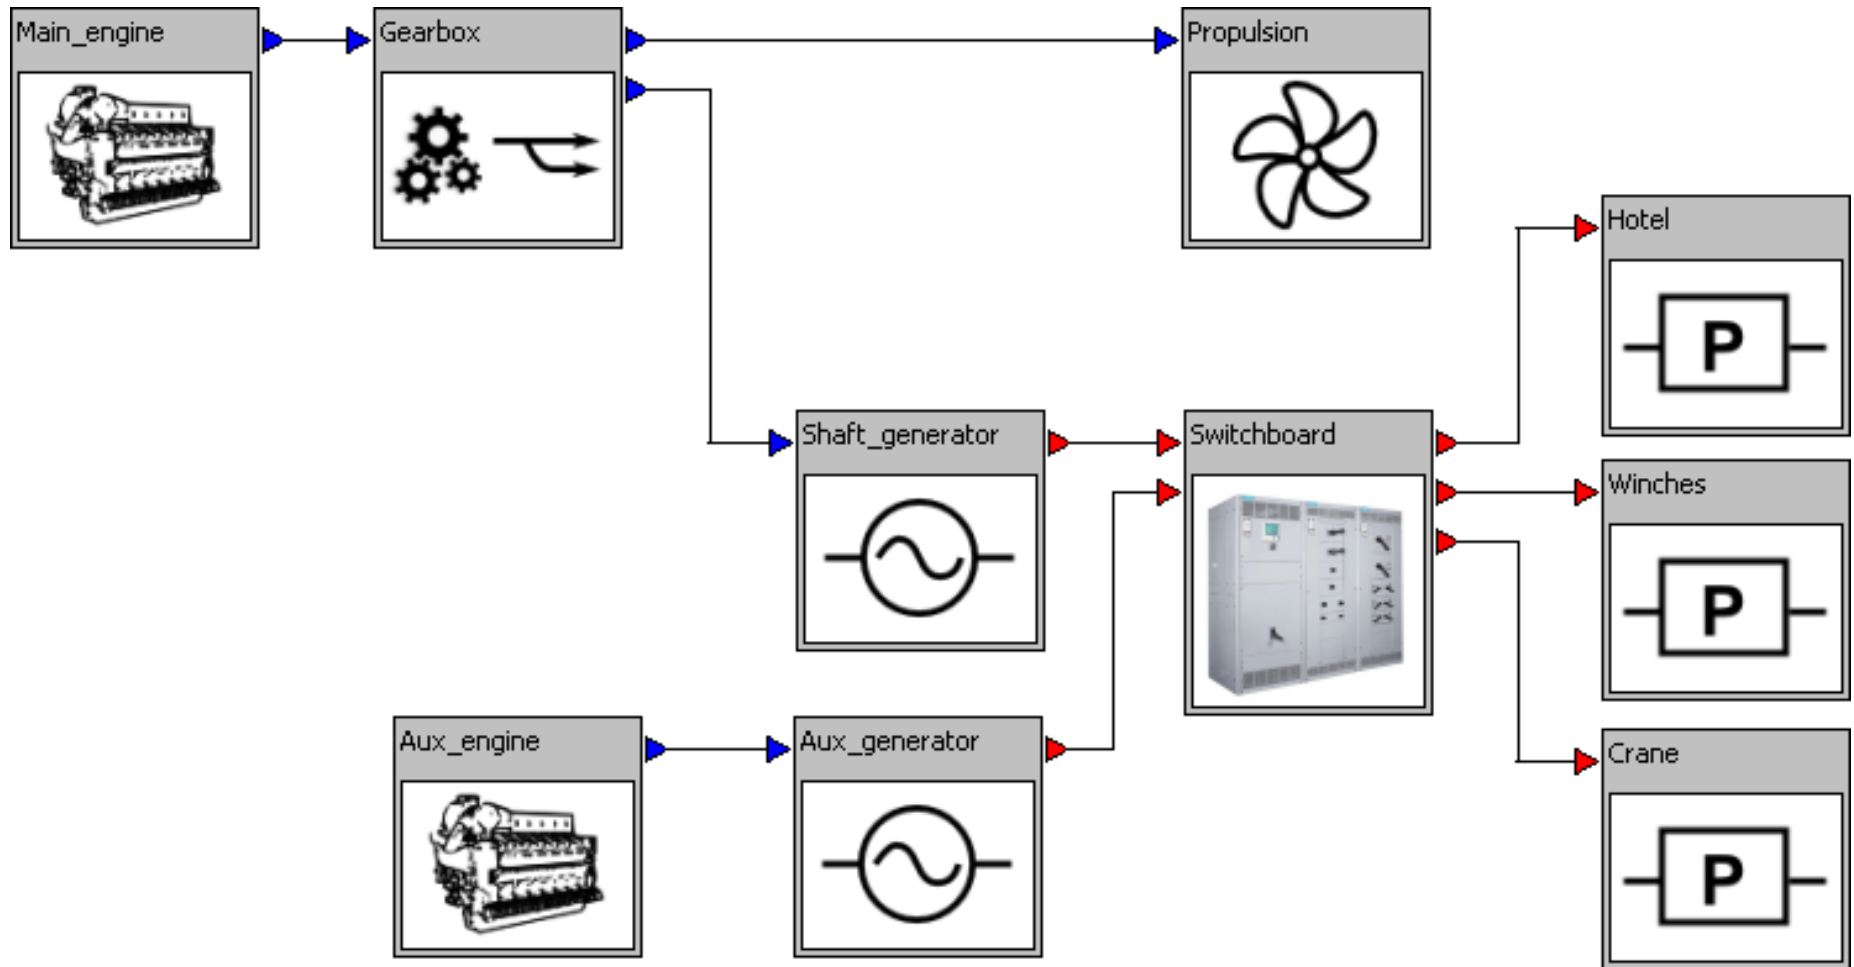 Main_engine
Gearbox
Propulsion
Hotel
P
Shaft_generator
Switchboard
Winches
P
Aux_engine
Aux_generator
Crane
P